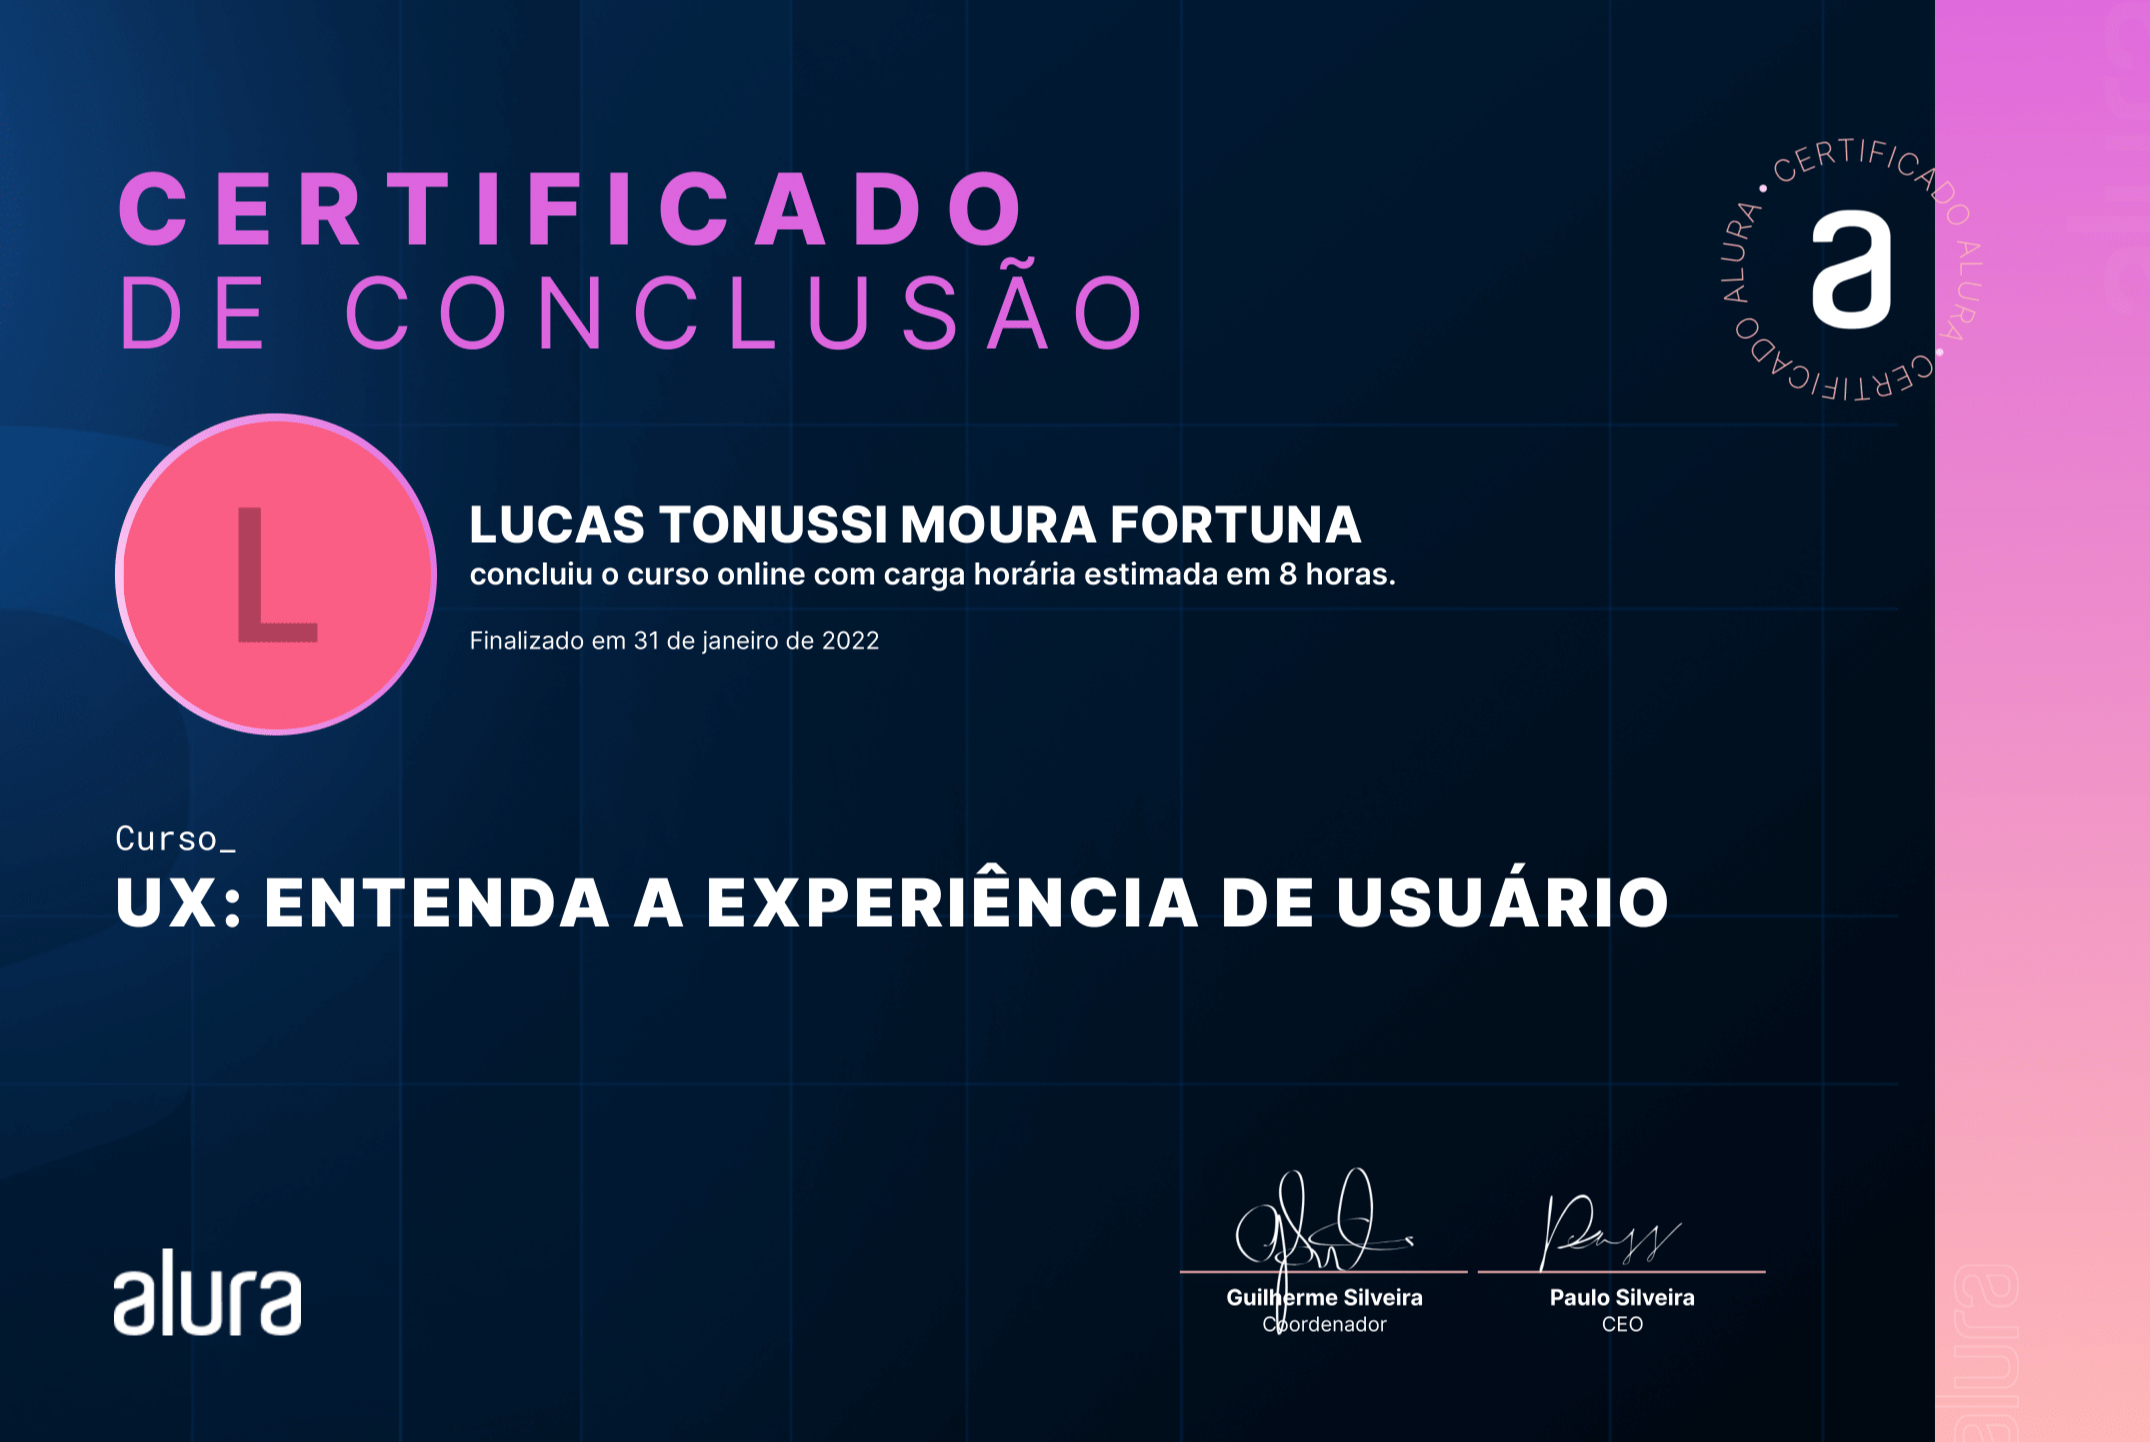 CERTIFICADO
DE CONCLUSÃO
CERTIFICADO ALURA • CERTIFICADO ALURA •
a
L
LUCAS TONUSSI MOURA FORTUNA
concluiu o curso online com carga horária estimada em 8 horas.
Finalizado em 31 de janeiro de 2022
Curso_
UX: ENTENDA A EXPERIÊNCIA DE USUÁRIO
alura
Guilherme Silveira
Coordenador
Paulo Silveira
CEO
alura